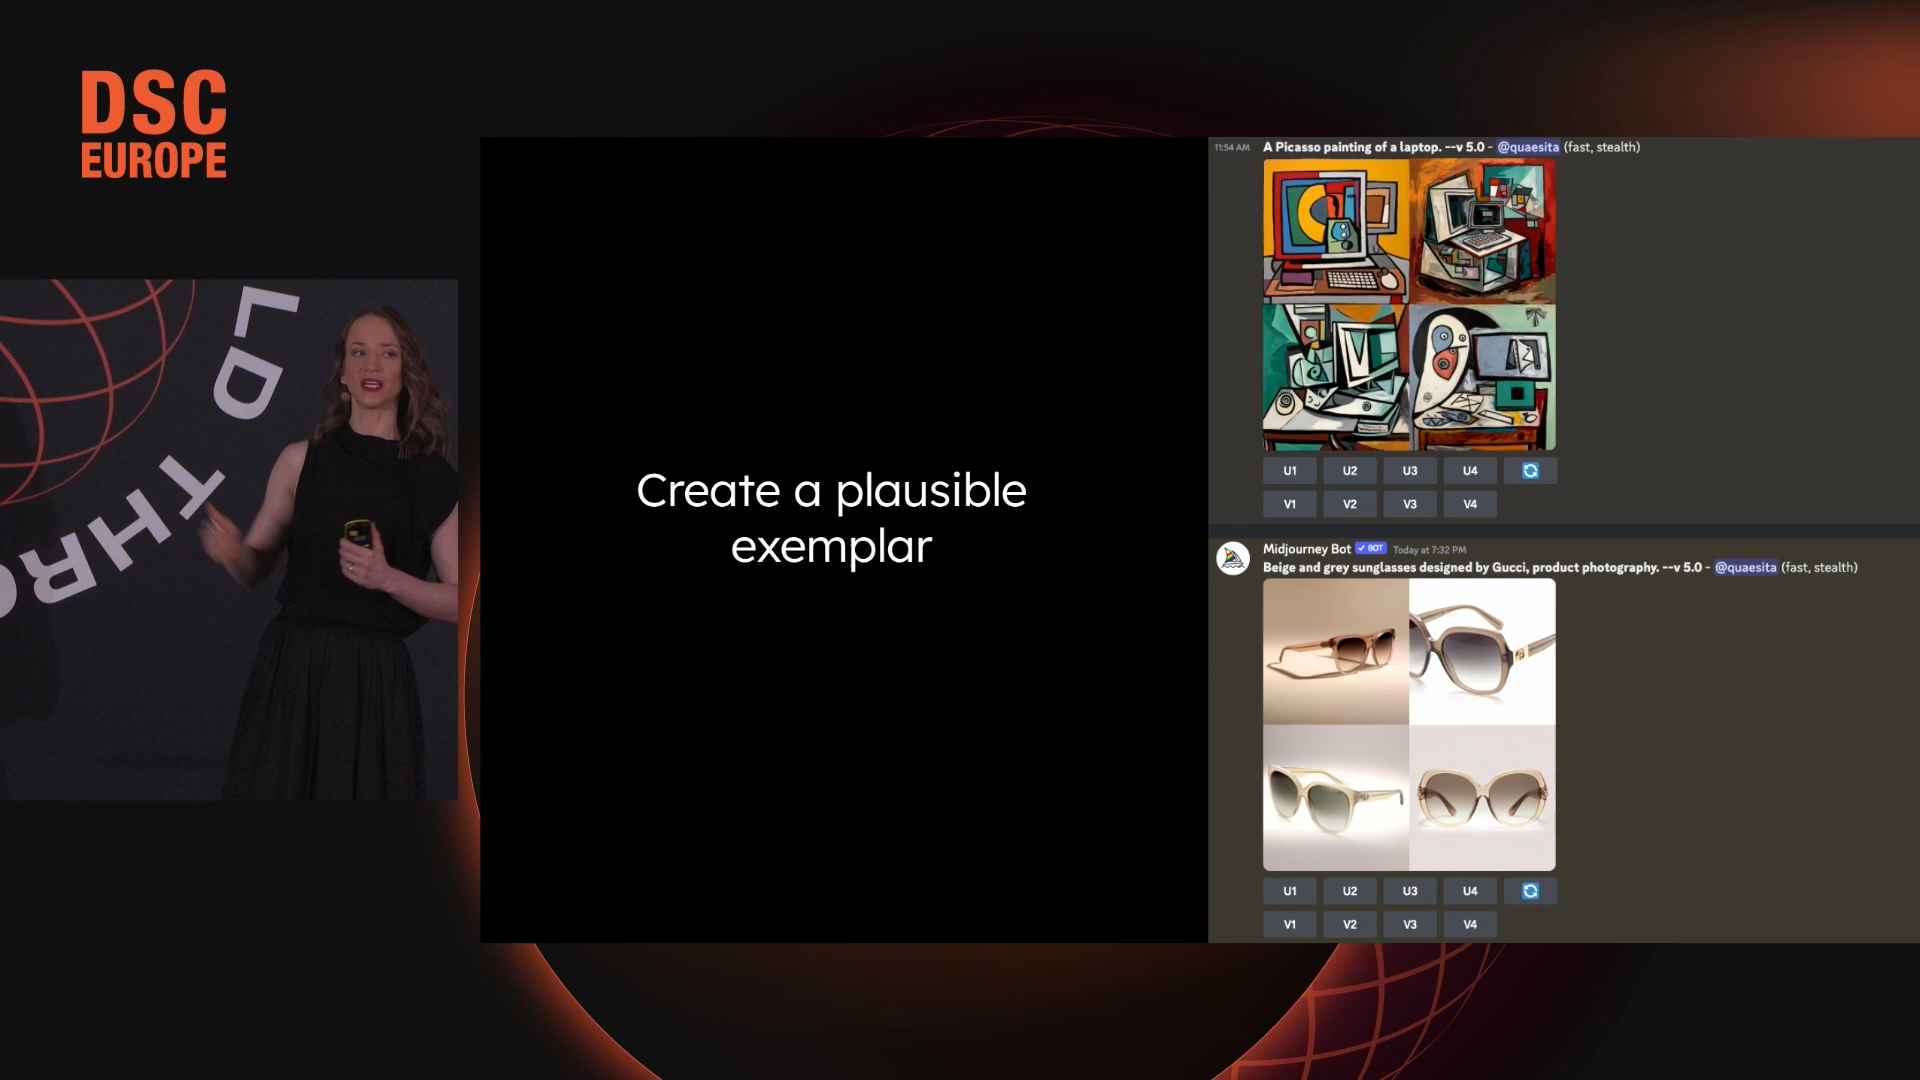 DSC
EUROPE
LD
THRO
Create a plausible
exemplar
11:54 AM
A Picasso painting of a laptop. --v 5.0 - @quaesita (fast, stealth)
U1 U2 U3 U4
V1 V2 V3 V4
Midjourney Bot ✓ BOT Today at 7:32 PM
Beige and grey sunglasses designed by Gucci, product photography. --v 5.0 - @quaesita (fast, stealth)
U1 U2 U3 U4
V1 V2 V3 V4